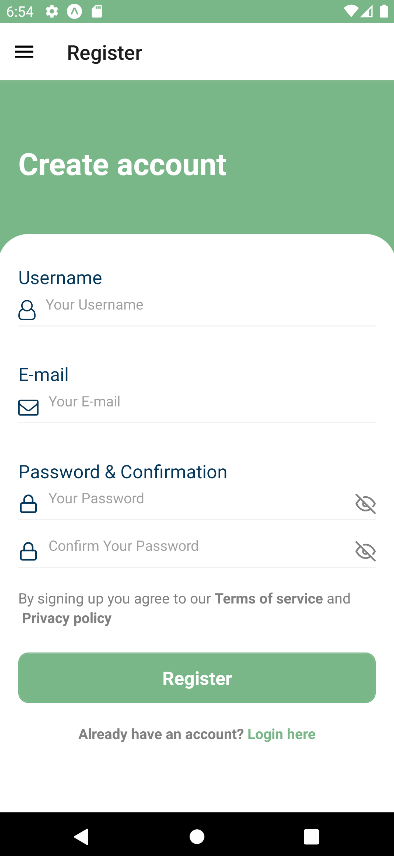 6:54
Register
Create account
Username
Your Username
E-mail
Your E-mail
Password & Confirmation
Your Password
Confirm Your Password
By signing up you agree to our Terms of service and
Privacy policy
Register
Already have an account? Login here